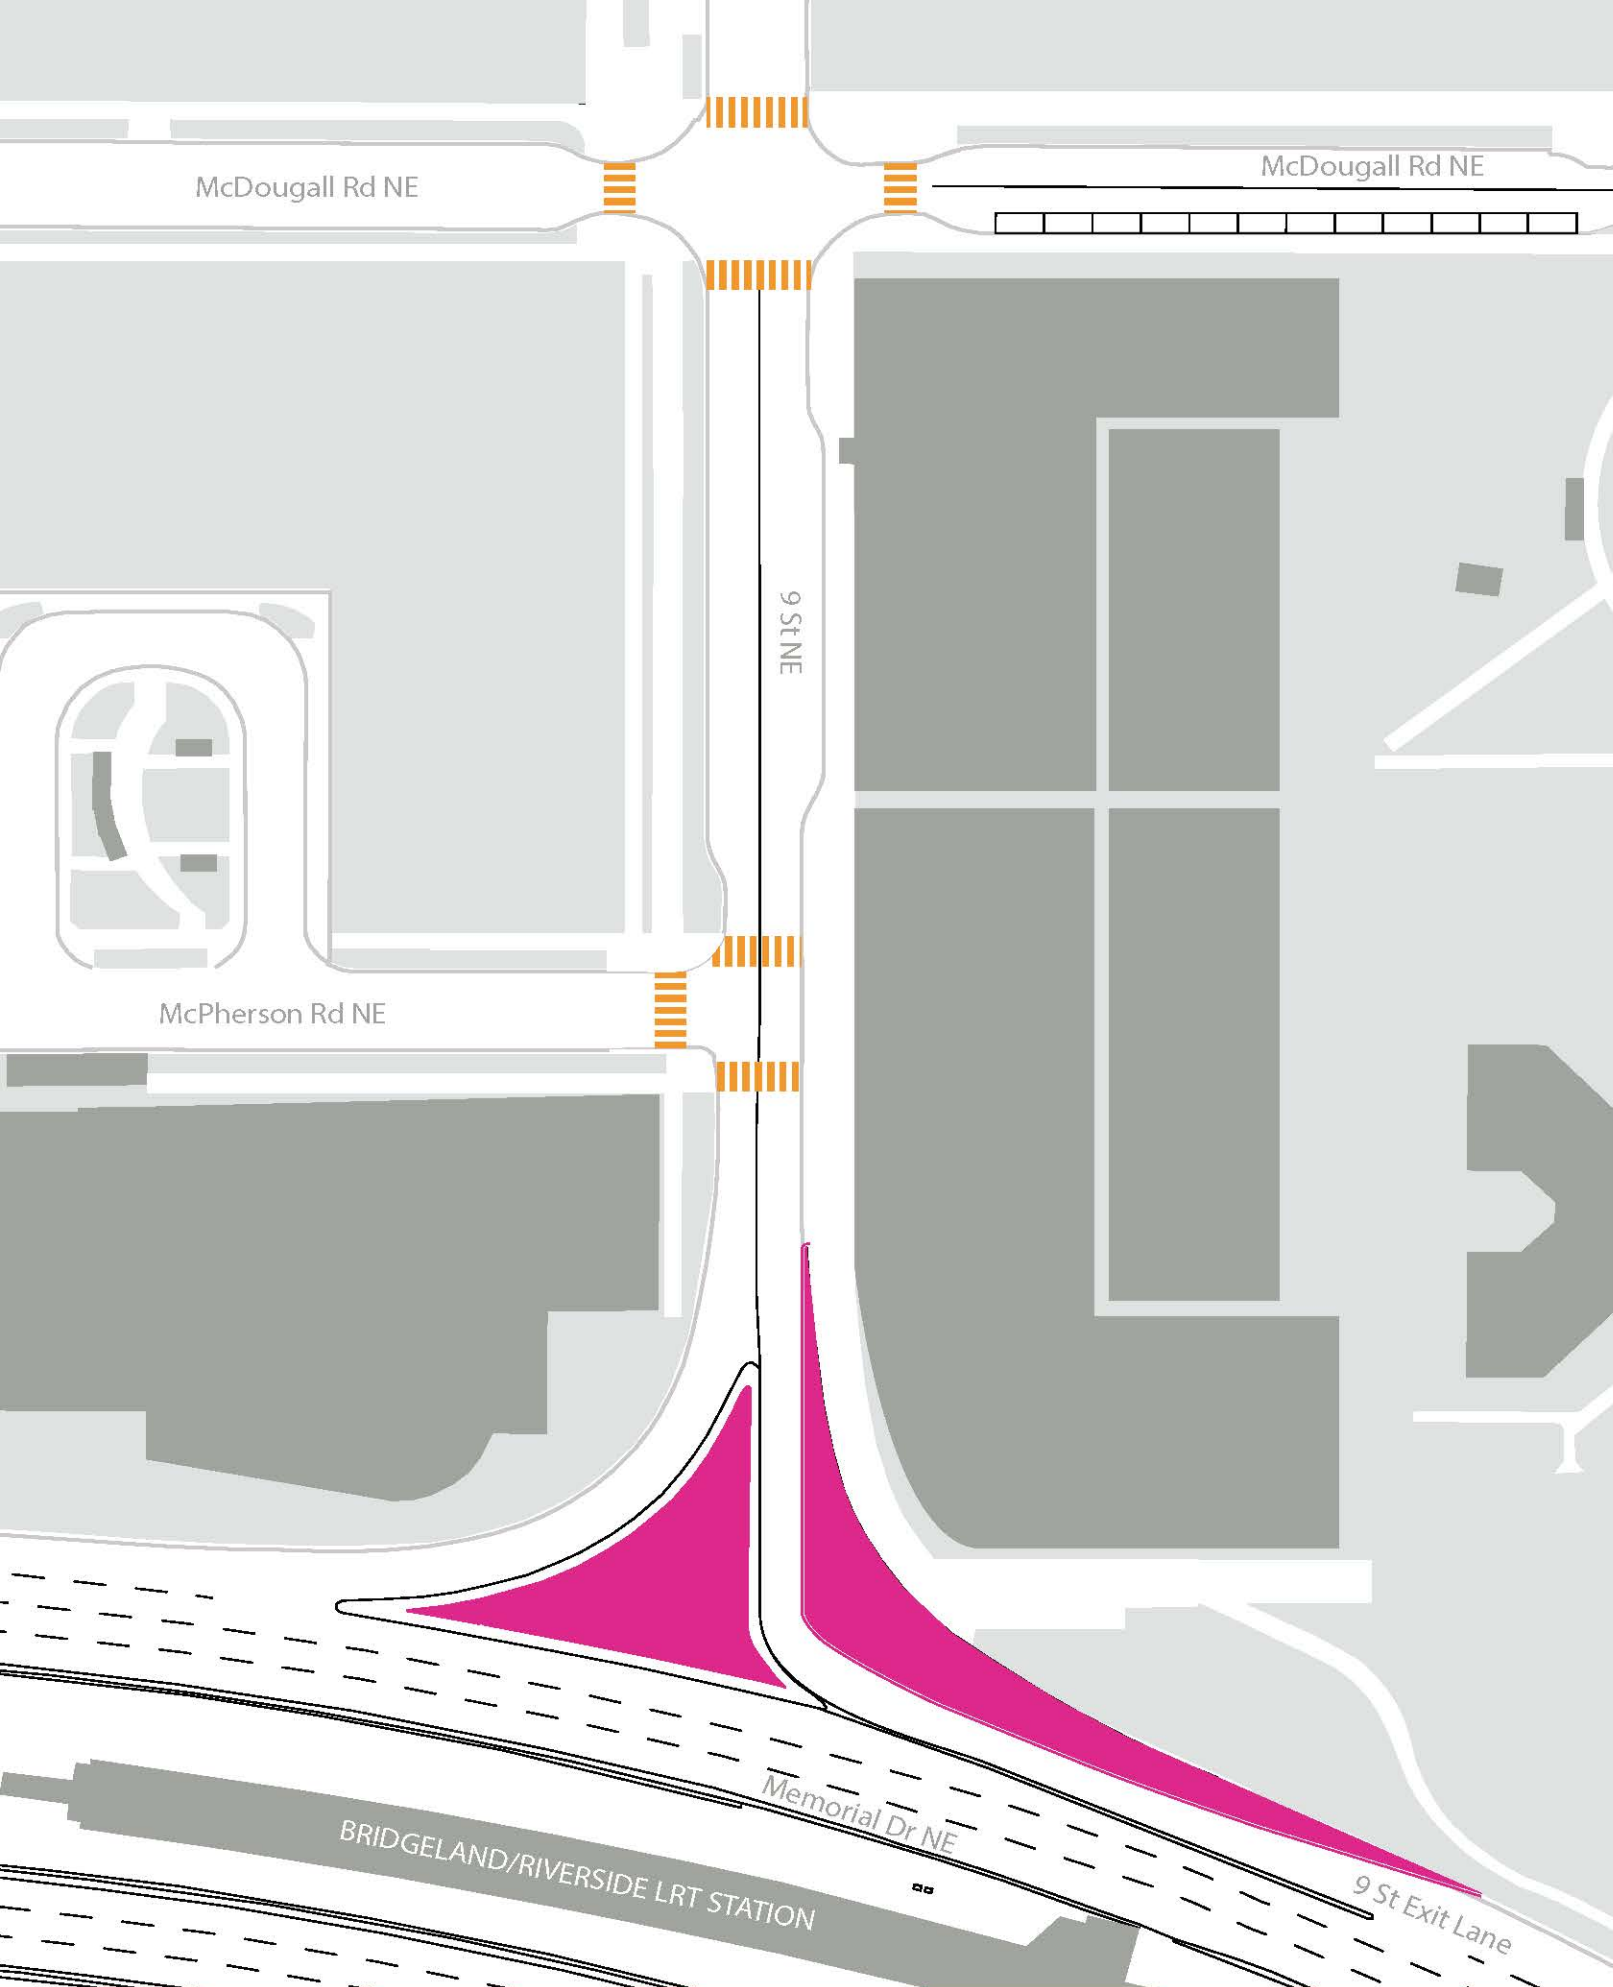 McDougall Rd NE
McDougall Rd NE
9 St NE
McPherson Rd NE
Memorial Dr NE
BRIDGELAND/RIVERSIDE LRT STATION
9 St Exit Lane